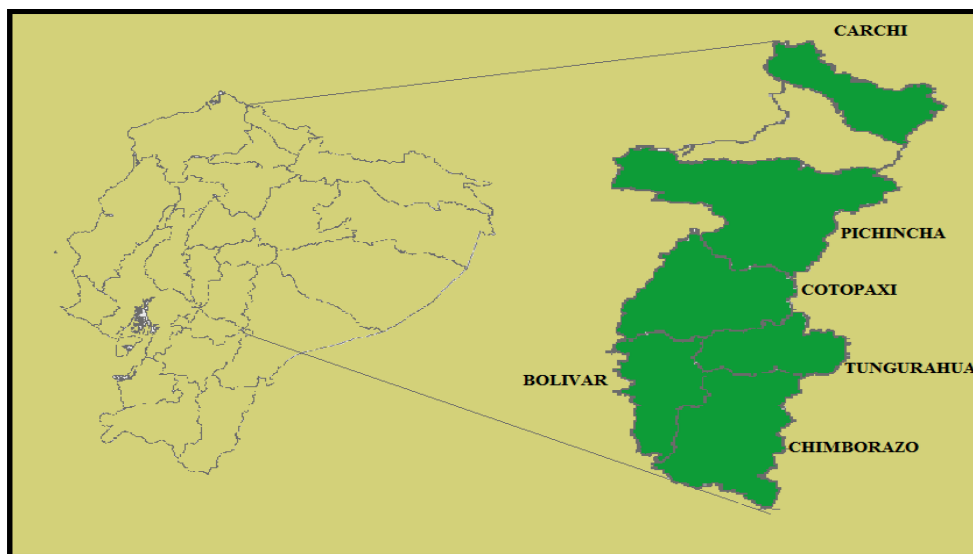 CARCHI
PICHINCHA
COTOPAXI
TUNGURAHUA
BOLIVAR
CHIMBORAZO